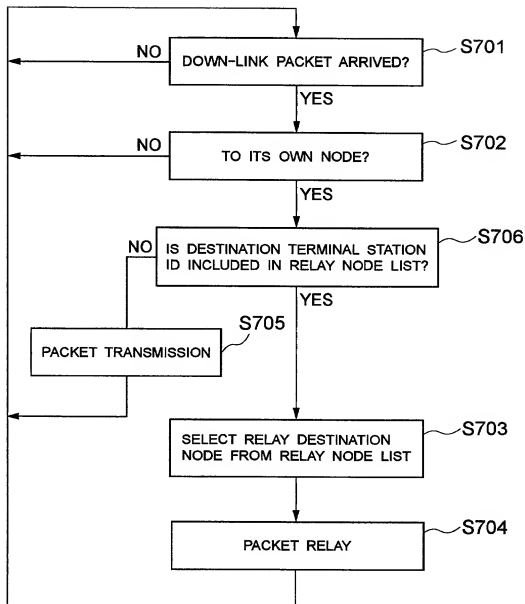 NO
DOWN-LINK PACKET ARRIVED?
S701
YES
NO
TO ITS OWN NODE?
S702
YES
NO
IS DESTINATION TERMINAL STATION
ID INCLUDED IN RELAY NODE LIST?
S706
YES
S705
PACKET TRANSMISSION
SELECT RELAY DESTINATION
NODE FROM RELAY NODE LIST
S703
PACKET RELAY
S704